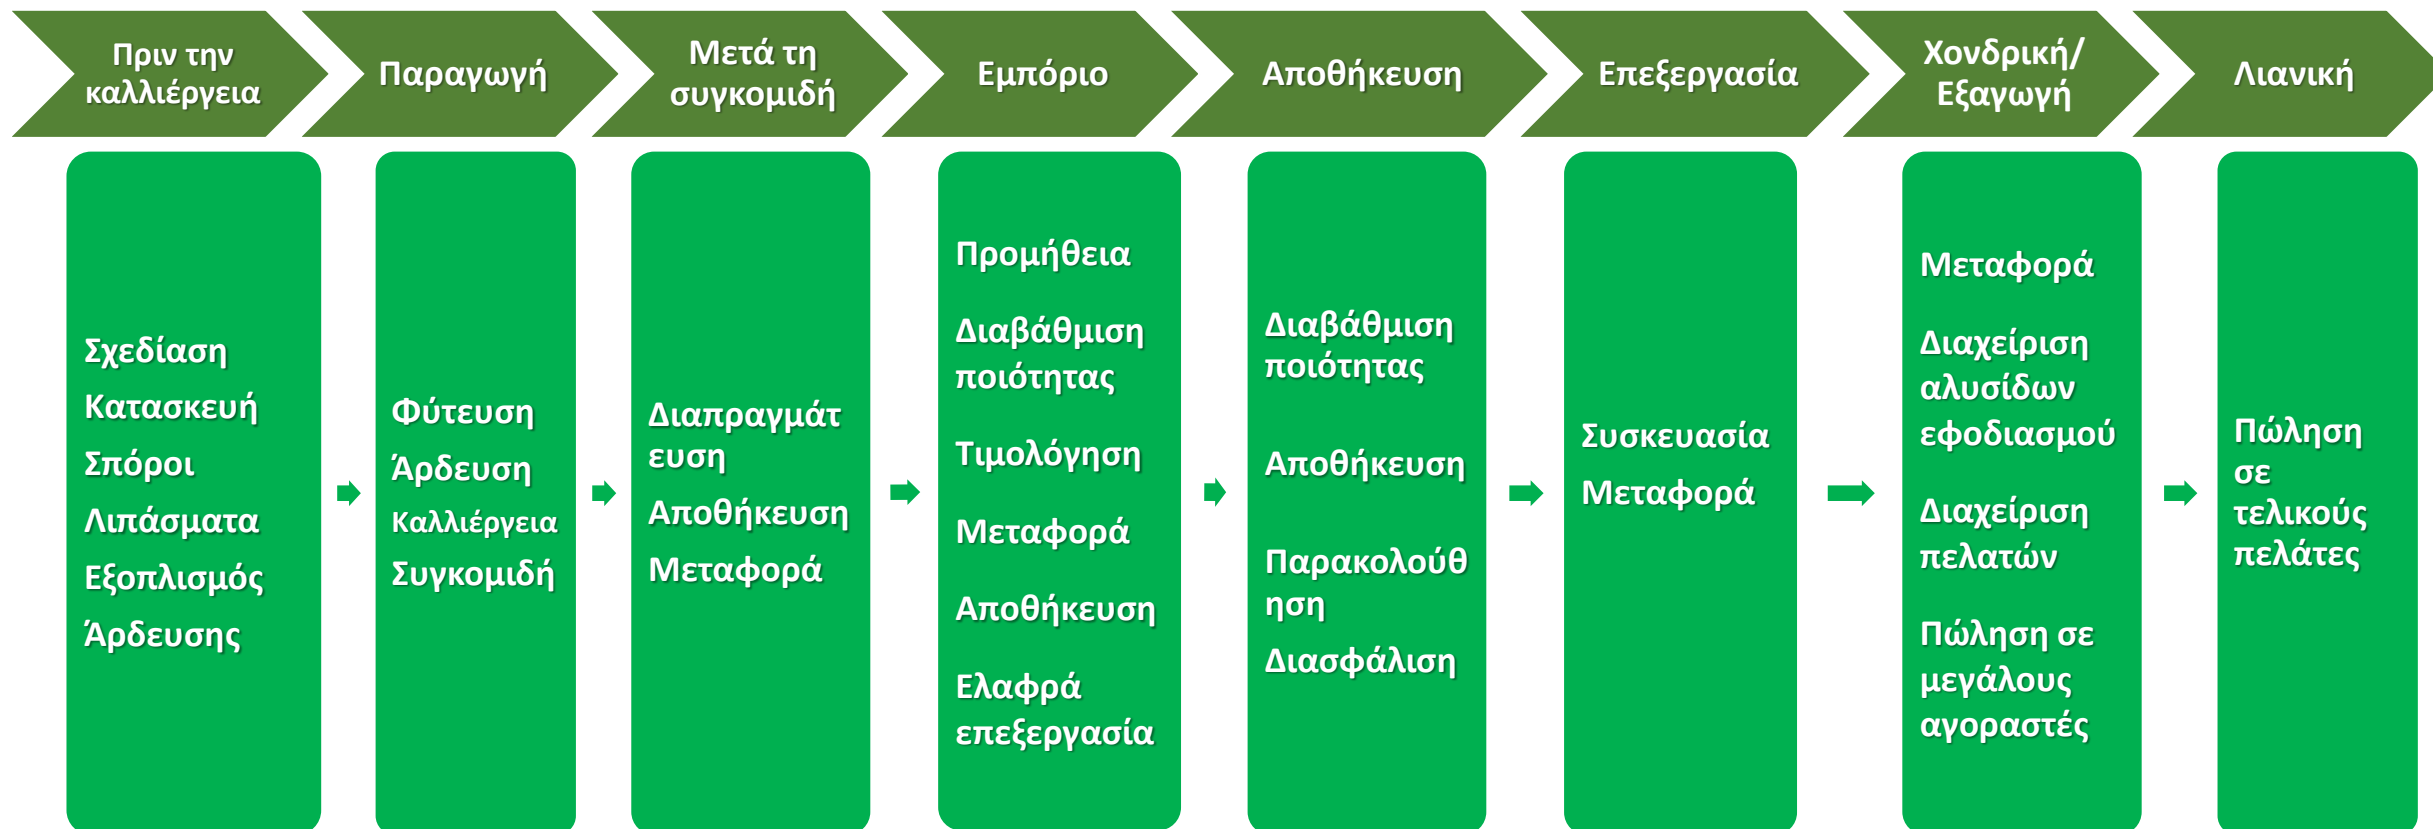 Πριν την
καλλιέργεια
Παραγωγή
Μετά τη
συγκομιδή
Εμπόριο
Αποθήκευση
Επεξεργασία
Χονδρική/
Εξαγωγή
Λιανική
Σχεδίαση
Κατασκευή
Σπόροι
Λιπάσματα
Εξοπλισμός
Άρδευσης
Φύτευση
Άρδευση
Καλλιέργεια
Συγκομιδή
Διαπραγμάτ
ευση
Αποθήκευση
Μεταφορά
Προμήθεια
Διαβάθμιση
ποιότητας
Τιμολόγηση
Μεταφορά
Αποθήκευση
Ελαφρά
επεξεργασία
Διαβάθμιση
ποιότητας
Αποθήκευση
Παρακολούθ
ηση
Διασφάλιση
Συσκευασία
Μεταφορά
Μεταφορά
Διαχείριση
αλυσίδων
εφοδιασμού
Διαχείριση
πελατών
Πώληση σε
μεγάλους
αγοραστές
Πώληση
σε
τελικούς
πελάτες